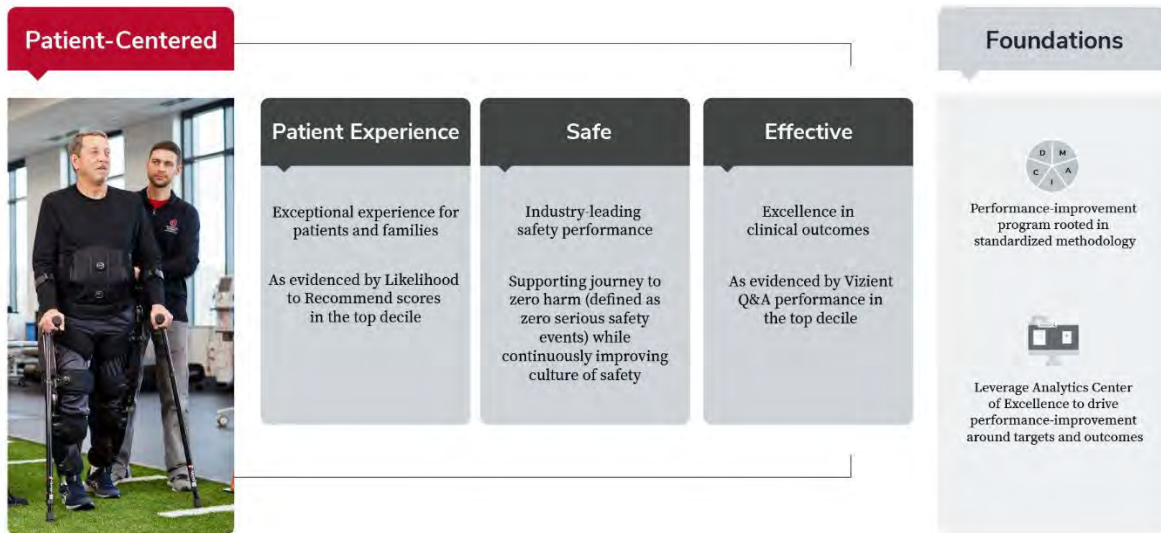 Patient-Centered
Patient Experience
Exceptional experience for
patients and families
As evidenced by Likelihood
to Recommend scores
in the top decile
Safe
Industry-leading
safety performance
Supporting journey to
zero harm (defined as
zero serious safety
events) while
continuously improving
culture of safety
Effective
Excellence in
clinical outcomes
As evidenced by Vizient
Q&A performance in
the top decile
Foundations
D M
C A
I
Performance-improvement
program rooted in
standardized methodology
Leverage Analytics Center
of Excellence to drive
performance-improvement
around targets and outcomes